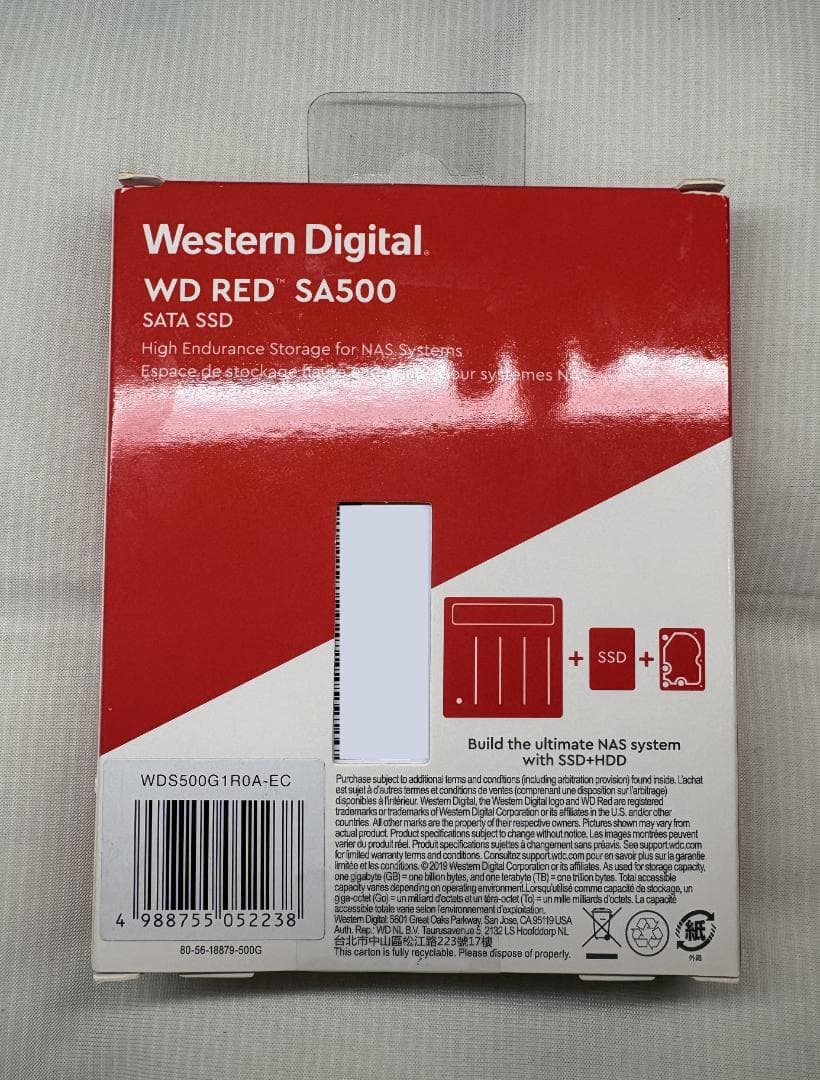 Western Digital.
WD RED™ SA500
SATA SSD
High Endurance Storage for NAS Systems
Espace de stockage haute pour systèmes NAS
SSD
Build the ultimate NAS system
with SSD+HDD
WDS500G1R0A-EC
4 988755 052238
80-56-18879-500G
Purchase subject to additional terms and conditions (including arbitration provision) found inside. L'achat
est sujet à d'autres termes et conditions de ventes (comprenant une disposition sur l'arbitrage)
disponibles à l'intérieur. Western Digital, the Western Digital logo and WD Red are registered
trademarks or trademarks of Western Digital Corporation or its affiliates in the U.S. and/or other
countries. All other marks are the property of their respective owners. Pictures shown may vary from
actual product. Product specifications subject to change without notice. Les images montrées peuvent
varier du produit réel. Produit specifications sujettes à changement sans préavis. See support.wdc.com
for limited warranty terms and conditions. Consultez support.wdc.com pour en savoir plus sur la garantie
limitée et les conditions. © 2019 Western Digital Corporation or its affiliates. As used for storage capacity,
one gigabyte (GB) = one billion bytes, and one terabyte (TB) = one trillion bytes. Total accessible
capacity varies depending on operating environment. Lorsqu'utilisé comme capacité de stockage, un
giga-octet (Go) = un milliard d'octets et un téra-octet (To) = un mille milliards d'octets. La capacité
accessible totale varie selon l'environnement d'exploitation.
Western Digital: 5601 Great Oaks Parkway, San Jose, CA 95119 USA
Auth. Rep.: WD NL B.V. Taurusavenue 5, 2132 LS Hoofddorp NL
台北市中山區松江路223號17樓
This carton is fully recyclable. Please dispose of properly.
紙
外箱